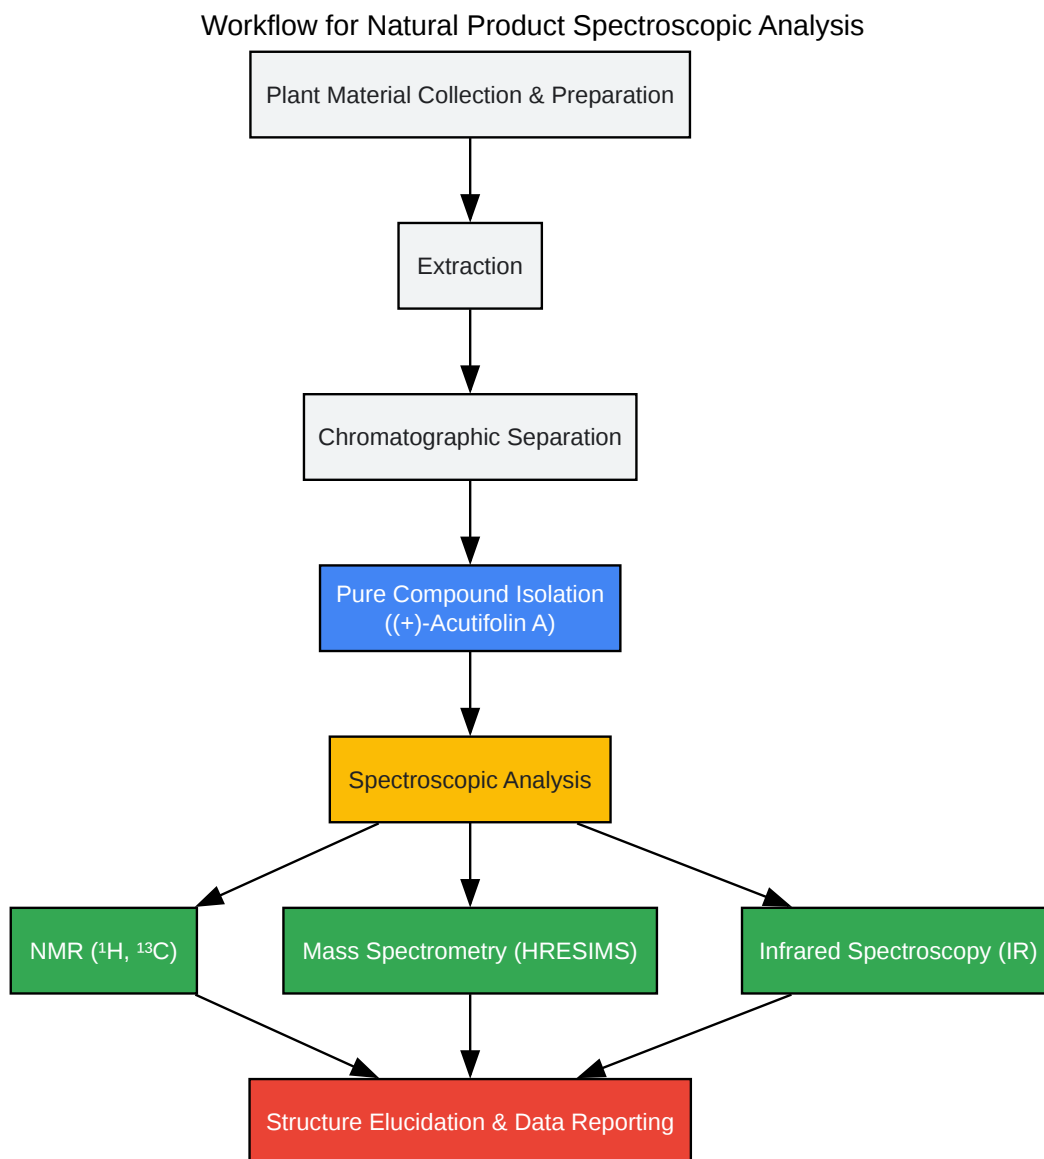 Workflow for Natural Product Spectroscopic Analysis
Plant Material Collection & Preparation
Extraction
Chromatographic Separation
Pure Compound Isolation
((+)-Acutifolin A)
Spectroscopic Analysis
NMR (¹H, ¹³C)
Mass Spectrometry (HRESIMS)
Infrared Spectroscopy (IR)
Structure Elucidation & Data Reporting